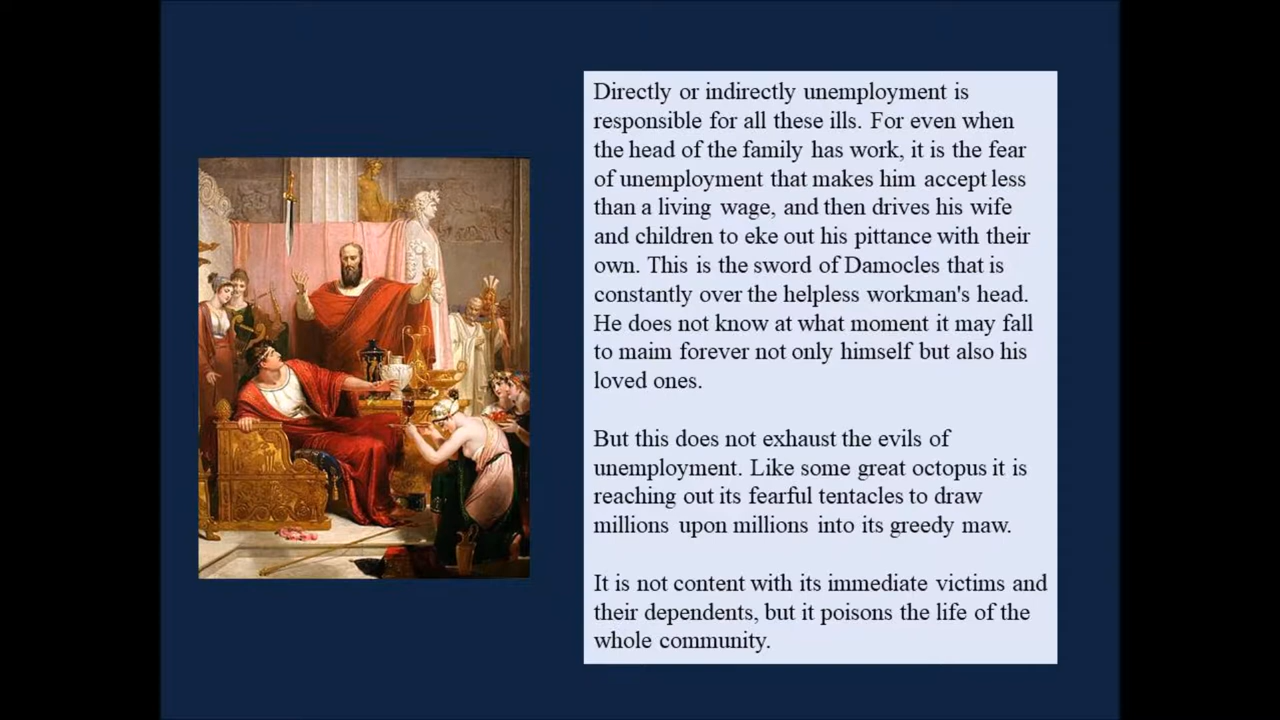 Directly or indirectly unemployment is
responsible for all these ills. For even when
the head of the family has work, it is the fear
of unemployment that makes him accept less
than a living wage, and then drives his wife
and children to eke out his pittance with their
own. This is the sword of Damocles that is
constantly over the helpless workman's head.
He does not know at what moment it may fall
to maim forever not only himself but also his
loved ones.
But this does not exhaust the evils of
unemployment. Like some great octopus it is
reaching out its fearful tentacles to draw
millions upon millions into its greedy maw.
It is not content with its immediate victims and
their dependents, but it poisons the life of the
whole community.